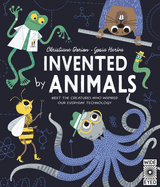 Christiane Dorion · Gosia Herba
INVENTED
by ANIMALS
MEET THE CREATURES WHO INSPIRED
OUR EVERYDAY TECHNOLOGY
WIDE
EYED